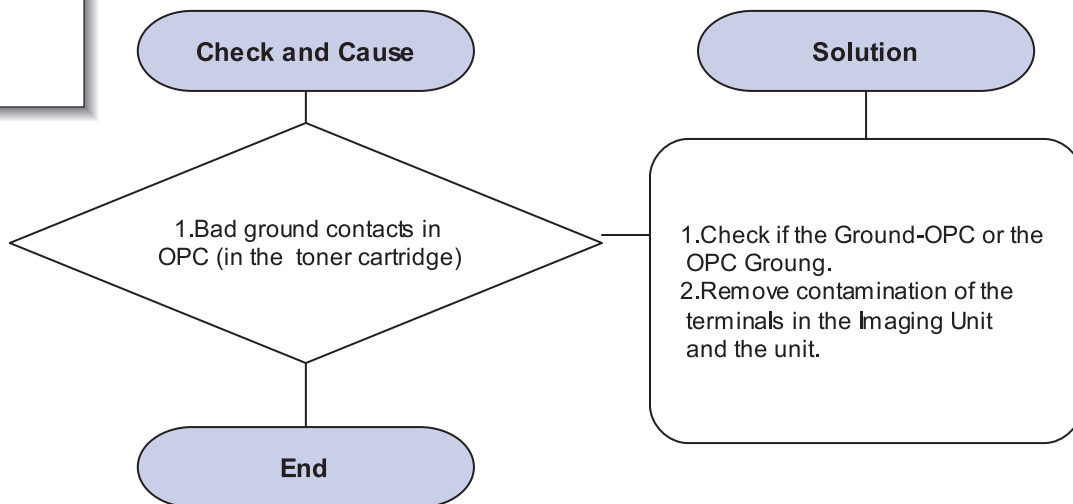 Check and Cause
Solution
1.Bad ground contacts in
OPC (in the toner cartridge)
1.Check if the Ground-OPC or the
OPC Groung.
2.Remove contamination of the
terminals in the Imaging Unit
and the unit.
End